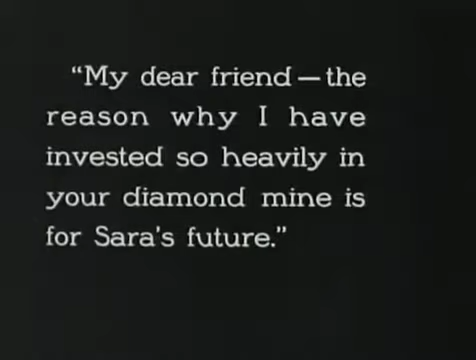 “My dear friend — the
reason why I have
invested so heavily in
your diamond mine is
for Sara's future.”